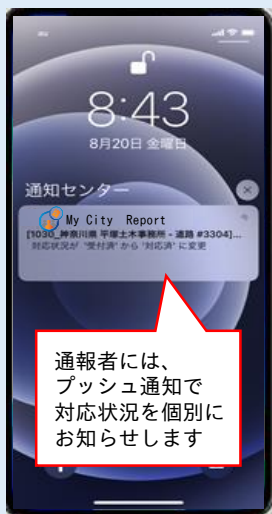 au
8:43
8月20日 金曜日
通知センター
My City Report
[1030_神奈川県 平塚土木事務所 - 道路 #3304]...
対応状況が "受付済" から "対応済" に変更
通報者には、
プッシュ通知で
対応状況を個別に
お知らせします